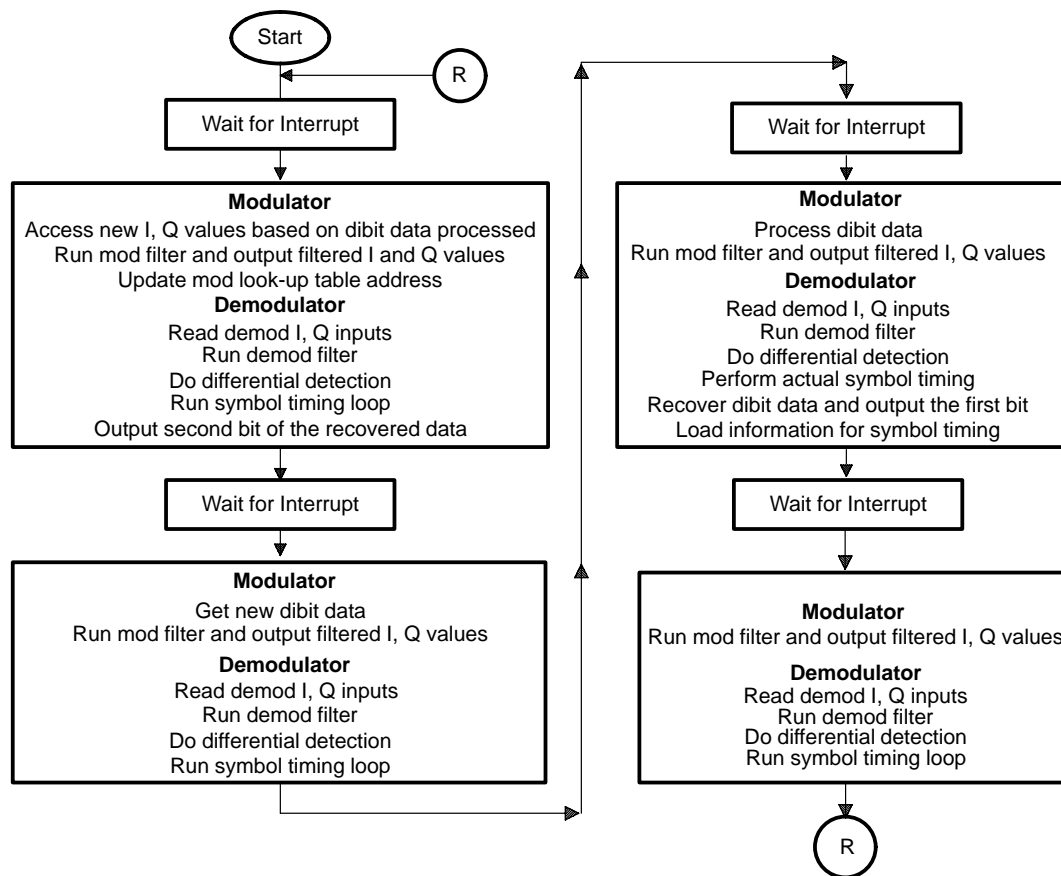 Start
R
Wait for Interrupt
Modulator
Access new I, Q values based on dibit data processed
Run mod filter and output filtered I and Q values
Update mod look-up table address
Demodulator
Read demod I, Q inputs
Run demod filter
Do differential detection
Run symbol timing loop
Output second bit of the recovered data
Wait for Interrupt
Modulator
Get new dibit data
Run mod filter and output filtered I, Q values
Demodulator
Read demod I, Q inputs
Run demod filter
Do differential detection
Run symbol timing loop
Wait for Interrupt
Modulator
Process dibit data
Run mod filter and output filtered I, Q values
Demodulator
Read demod I, Q inputs
Run demod filter
Do differential detection
Perform actual symbol timing
Recover dibit data and output the first bit
Load information for symbol timing
Wait for Interrupt
Modulator
Run mod filter and output filtered I, Q values
Demodulator
Read demod I, Q inputs
Run demod filter
Do differential detection
Run symbol timing loop
R